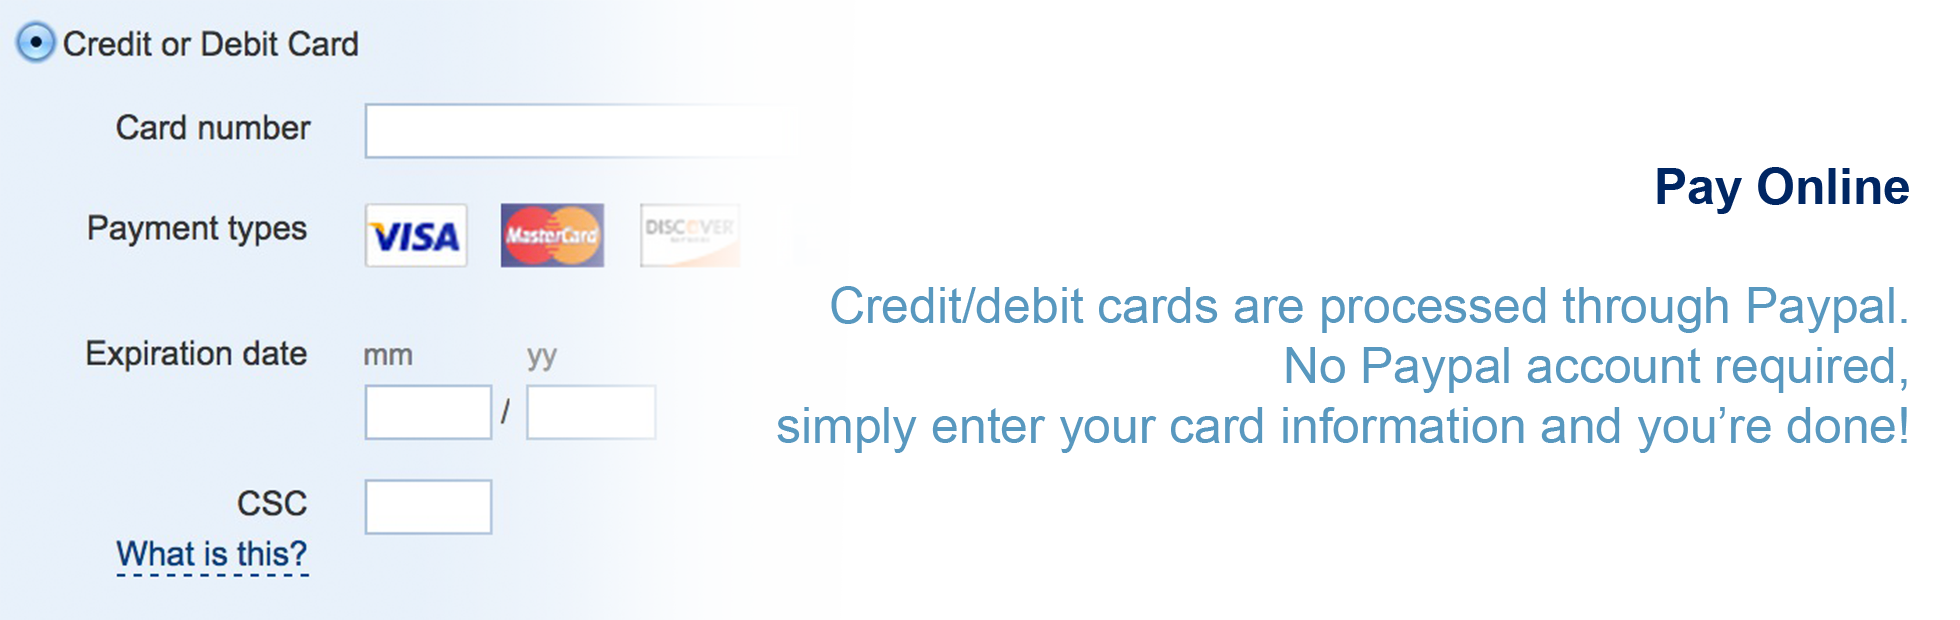 Credit or Debit Card
Card number
Payment types
VISA
MasterCard
DISCOVER
Expiration date
mm
yy
/
CSC
What is this?
Pay Online
Credit/debit cards are processed through Paypal.
No Paypal account required,
simply enter your card information and you’re done!